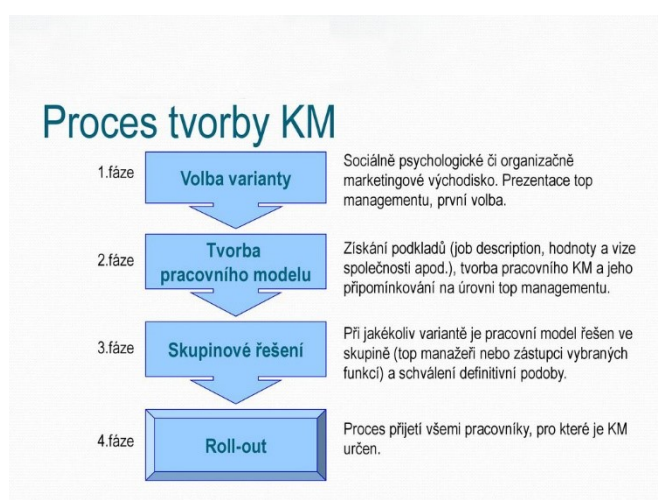 Proces tvorby KM
1.fáze
Volba varianty
Sociálně psychologické či organizačně
marketingové východisko. Prezentace top
managementu, první volba.
2.fáze
Tvorba
pracovního modelu
Získání podkladů (job description, hodnoty a vize
společnosti apod.), tvorba pracovního KM a jeho
připomínkování na úrovni top managementu.
3.fáze
Skupinové řešení
Při jakékoliv variantě je pracovní model řešen ve
skupině (top manažeři nebo zástupci vybraných
funkcí) a schválení definitivní podoby.
4.fáze
Roll-out
Proces přijetí všemi pracovníky, pro které je KM
určen.